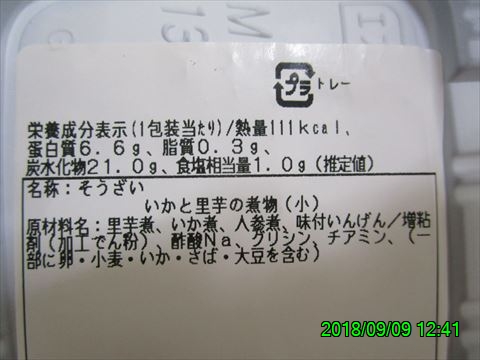 プラ トレー
栄養成分表示(1包装当たり)/熱量111kcal、
蛋白質6.6g、脂質0.3g、
炭水化物21.0g、食塩相当量1.0g(推定値)
名称:そうざい
いかと里芋の煮物(小)
原材料名:里芋煮、いか煮、人参煮、味付いんげん/増粘
剤(加工でん粉)、酢酸Na、グリシン、チアミン、(一
部に卵・小麦・いか・さば・大豆を含む)
2018/09/09 12:41